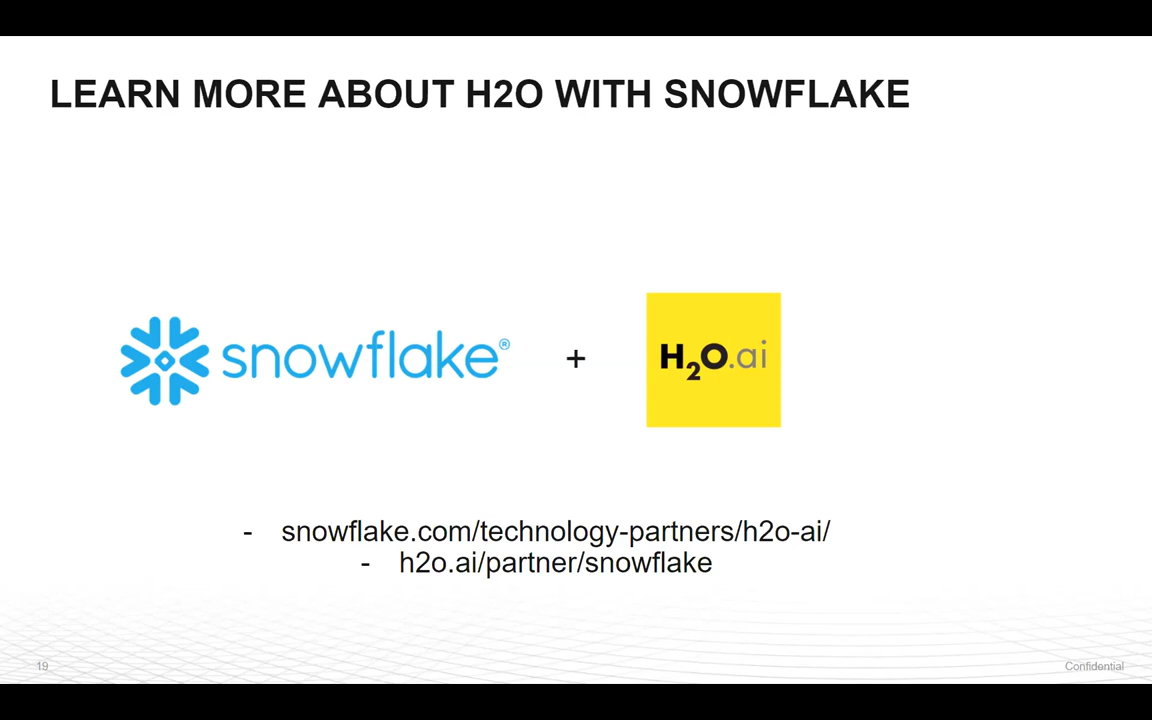 LEARN MORE ABOUT H2O WITH SNOWFLAKE
snowflake® + H2O.ai
- snowflake.com/technology-partners/h2o-ai/
- h2o.ai/partner/snowflake
19 Confidential